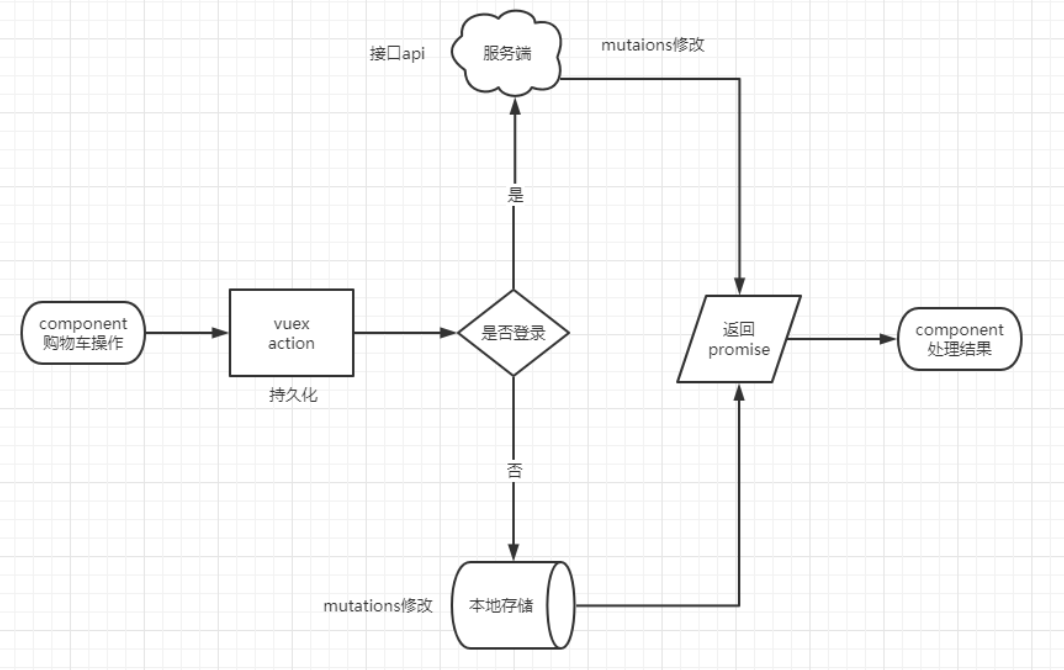 接口api
服务端
mutaions修改
是
component
购物车操作
vuex
action
持久化
是否登录
返回
promise
component
处理结果
否
mutations修改
本地存储